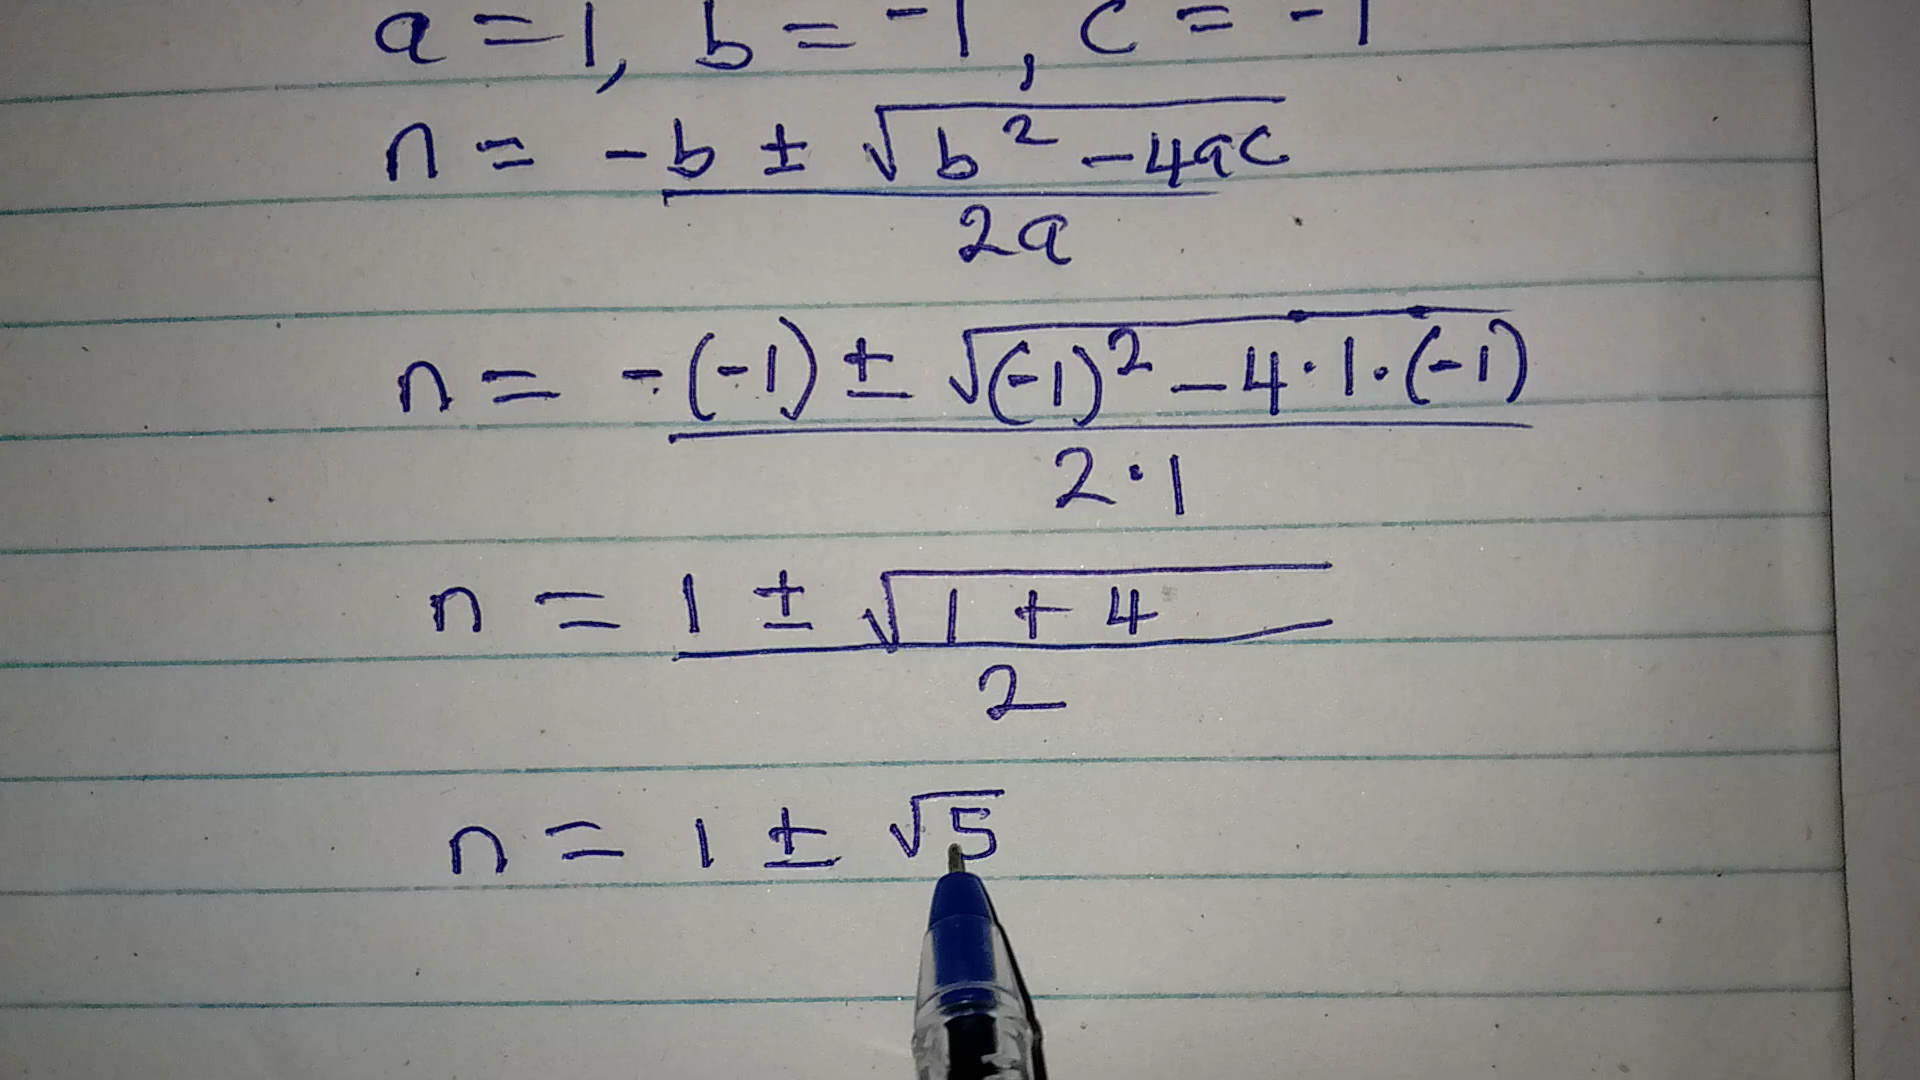 a = 1, b = -1, c = -1
n = -b ± √b² - 4ac
2a
n = -(-1) ± √(-1)² - 4·1·(-1)
2·1
n = 1 ± √1 + 4
2
n = 1 ± √5